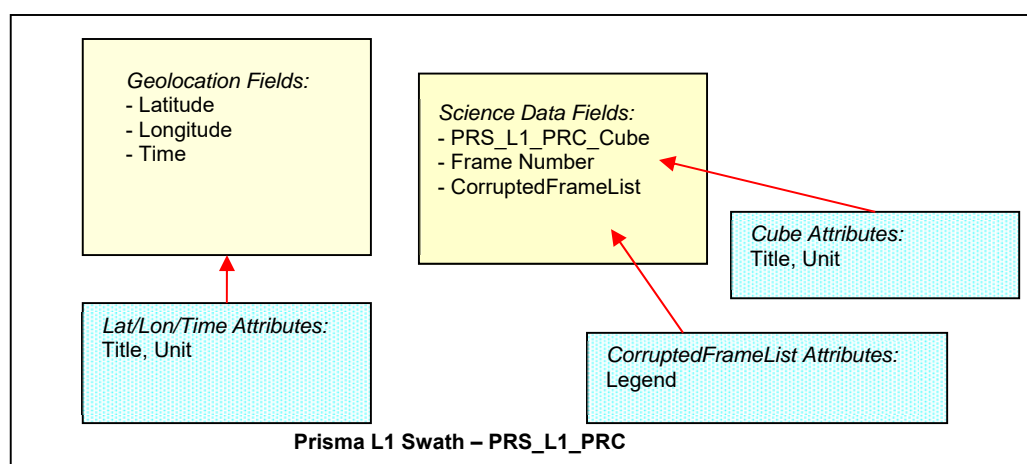 Geolocation Fields:
- Latitude
- Longitude
- Time
Science Data Fields:
- PRS_L1_PRC_Cube
- Frame Number
- CorruptedFrameList
Cube Attributes:
Title, Unit
Lat/Lon/Time Attributes:
Title, Unit
CorruptedFrameList Attributes:
Legend
Prisma L1 Swath – PRS_L1_PRC